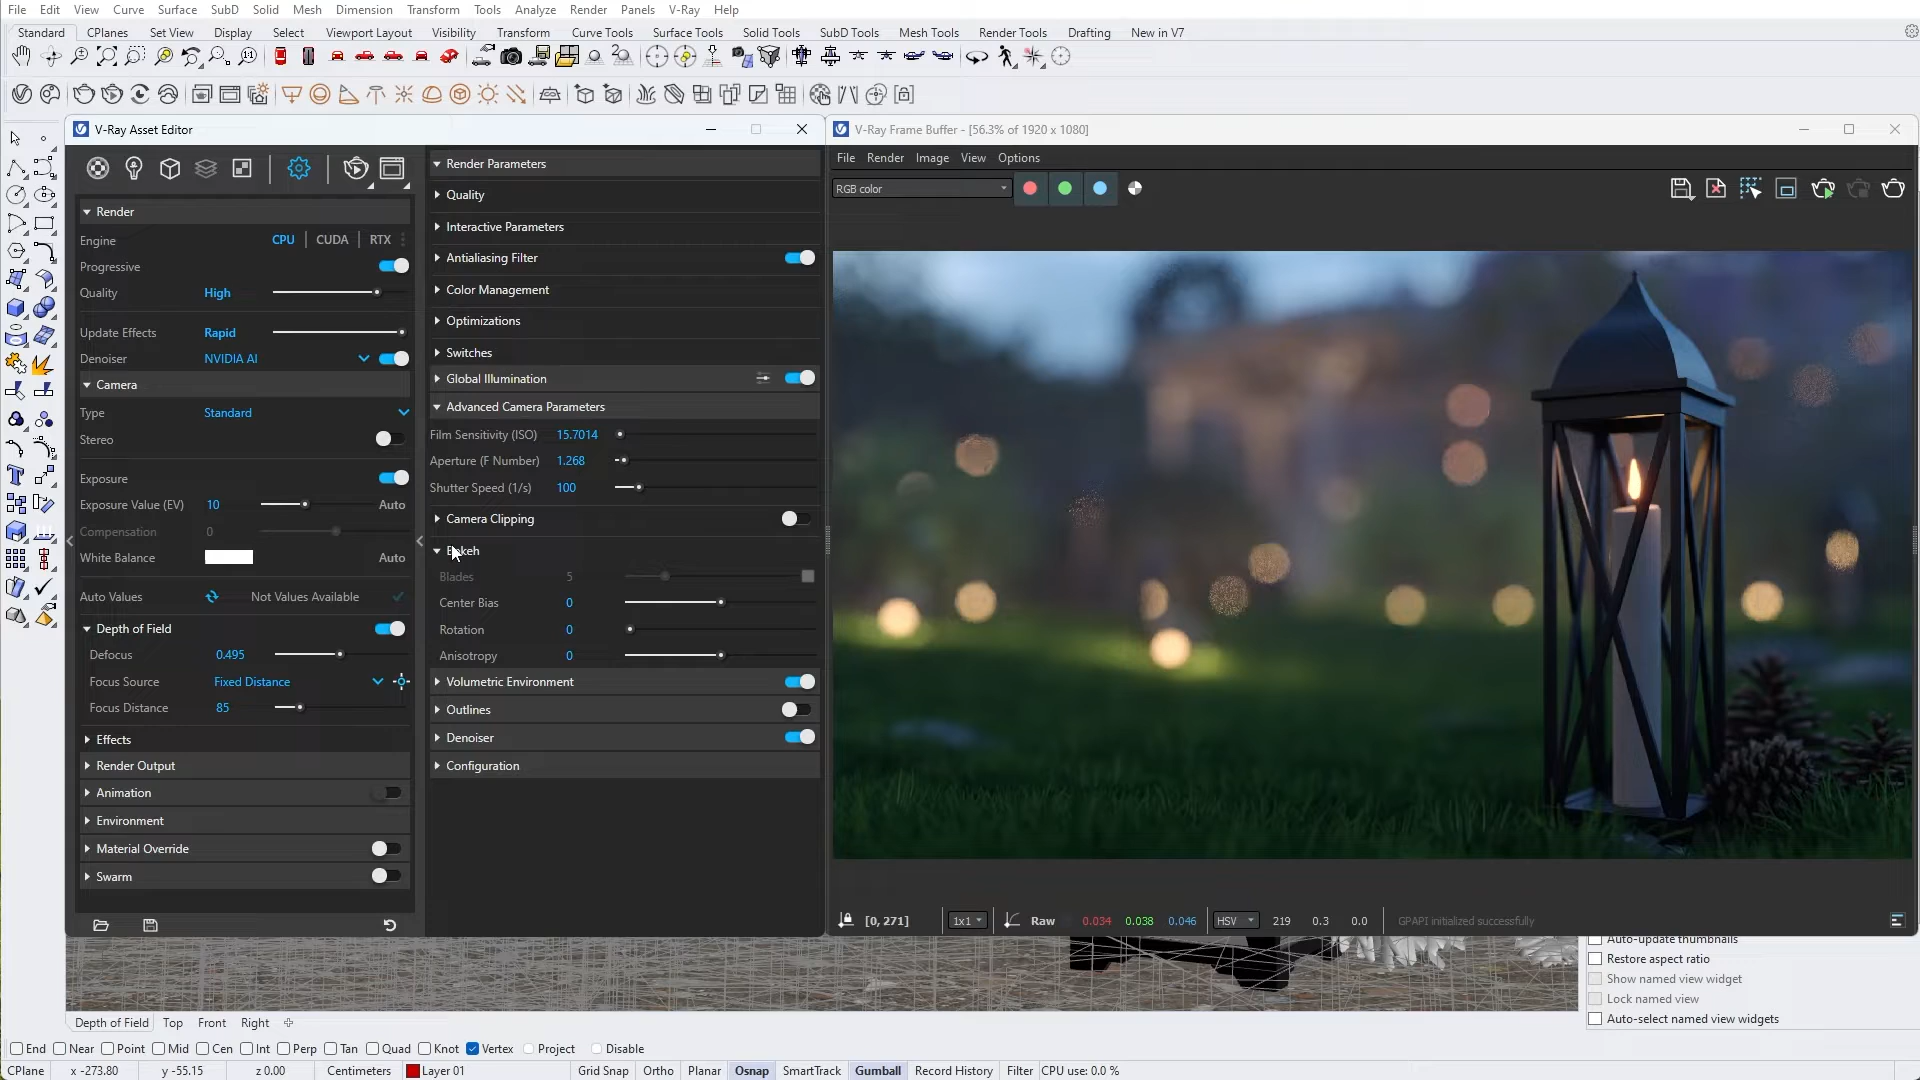 File Edit View Curve Surface SubD Solid Mesh Dimension Transform Tools Analyze Render Panels V-Ray Help
Standard CPlanes Set View Display Select Viewport Layout Visibility Transform Curve Tools Surface Tools Solid Tools SubD Tools Mesh Tools Render Tools Drafting New in V7
V-Ray Asset Editor
Render
Engine CPU CUDA RTX
Progressive
Quality High
Update Effects Rapid
Denoiser NVIDIA AI
Camera
Type Standard
Stereo
Exposure
Exposure Value (EV) 10 Auto
Compensation 0
White Balance Auto
Auto Values Not Values Available
Depth of Field
Defocus 0.495
Focus Source Fixed Distance
Focus Distance 85
Effects
Render Output
Animation
Environment
Material Override
Swarm
Render Parameters
Quality
Interactive Parameters
Antialiasing Filter
Color Management
Optimizations
Switches
Global Illumination
Advanced Camera Parameters
Film Sensitivity (ISO) 15.7014
Aperture (F Number) 1.268
Shutter Speed (1/s) 100
Camera Clipping
Bokeh
Blades 5
Center Bias 0
Rotation 0
Anisotropy 0
Volumetric Environment
Outlines
Denoiser
Configuration
V-Ray Frame Buffer - [56.3% of 1920 x 1080]
File Render Image View Options
RGB color
[0, 271] 1x1 Raw 0.034 0.038 0.046 HSV 219 0.3 0.0 GPAPI initialized successfully
Auto-update thumbnails
Restore aspect ratio
Show named view widget
Lock named view
Auto-select named view widgets
Depth of Field Top Front Right
End Near Point Mid Cen Int Perp Tan Quad Knot Vertex Project Disable
CPlane x -273.80 y -55.15 z 0.00 Centimeters Layer 01 Grid Snap Ortho Planar Osnap SmartTrack Gumball Record History Filter CPU use: 0.0 %